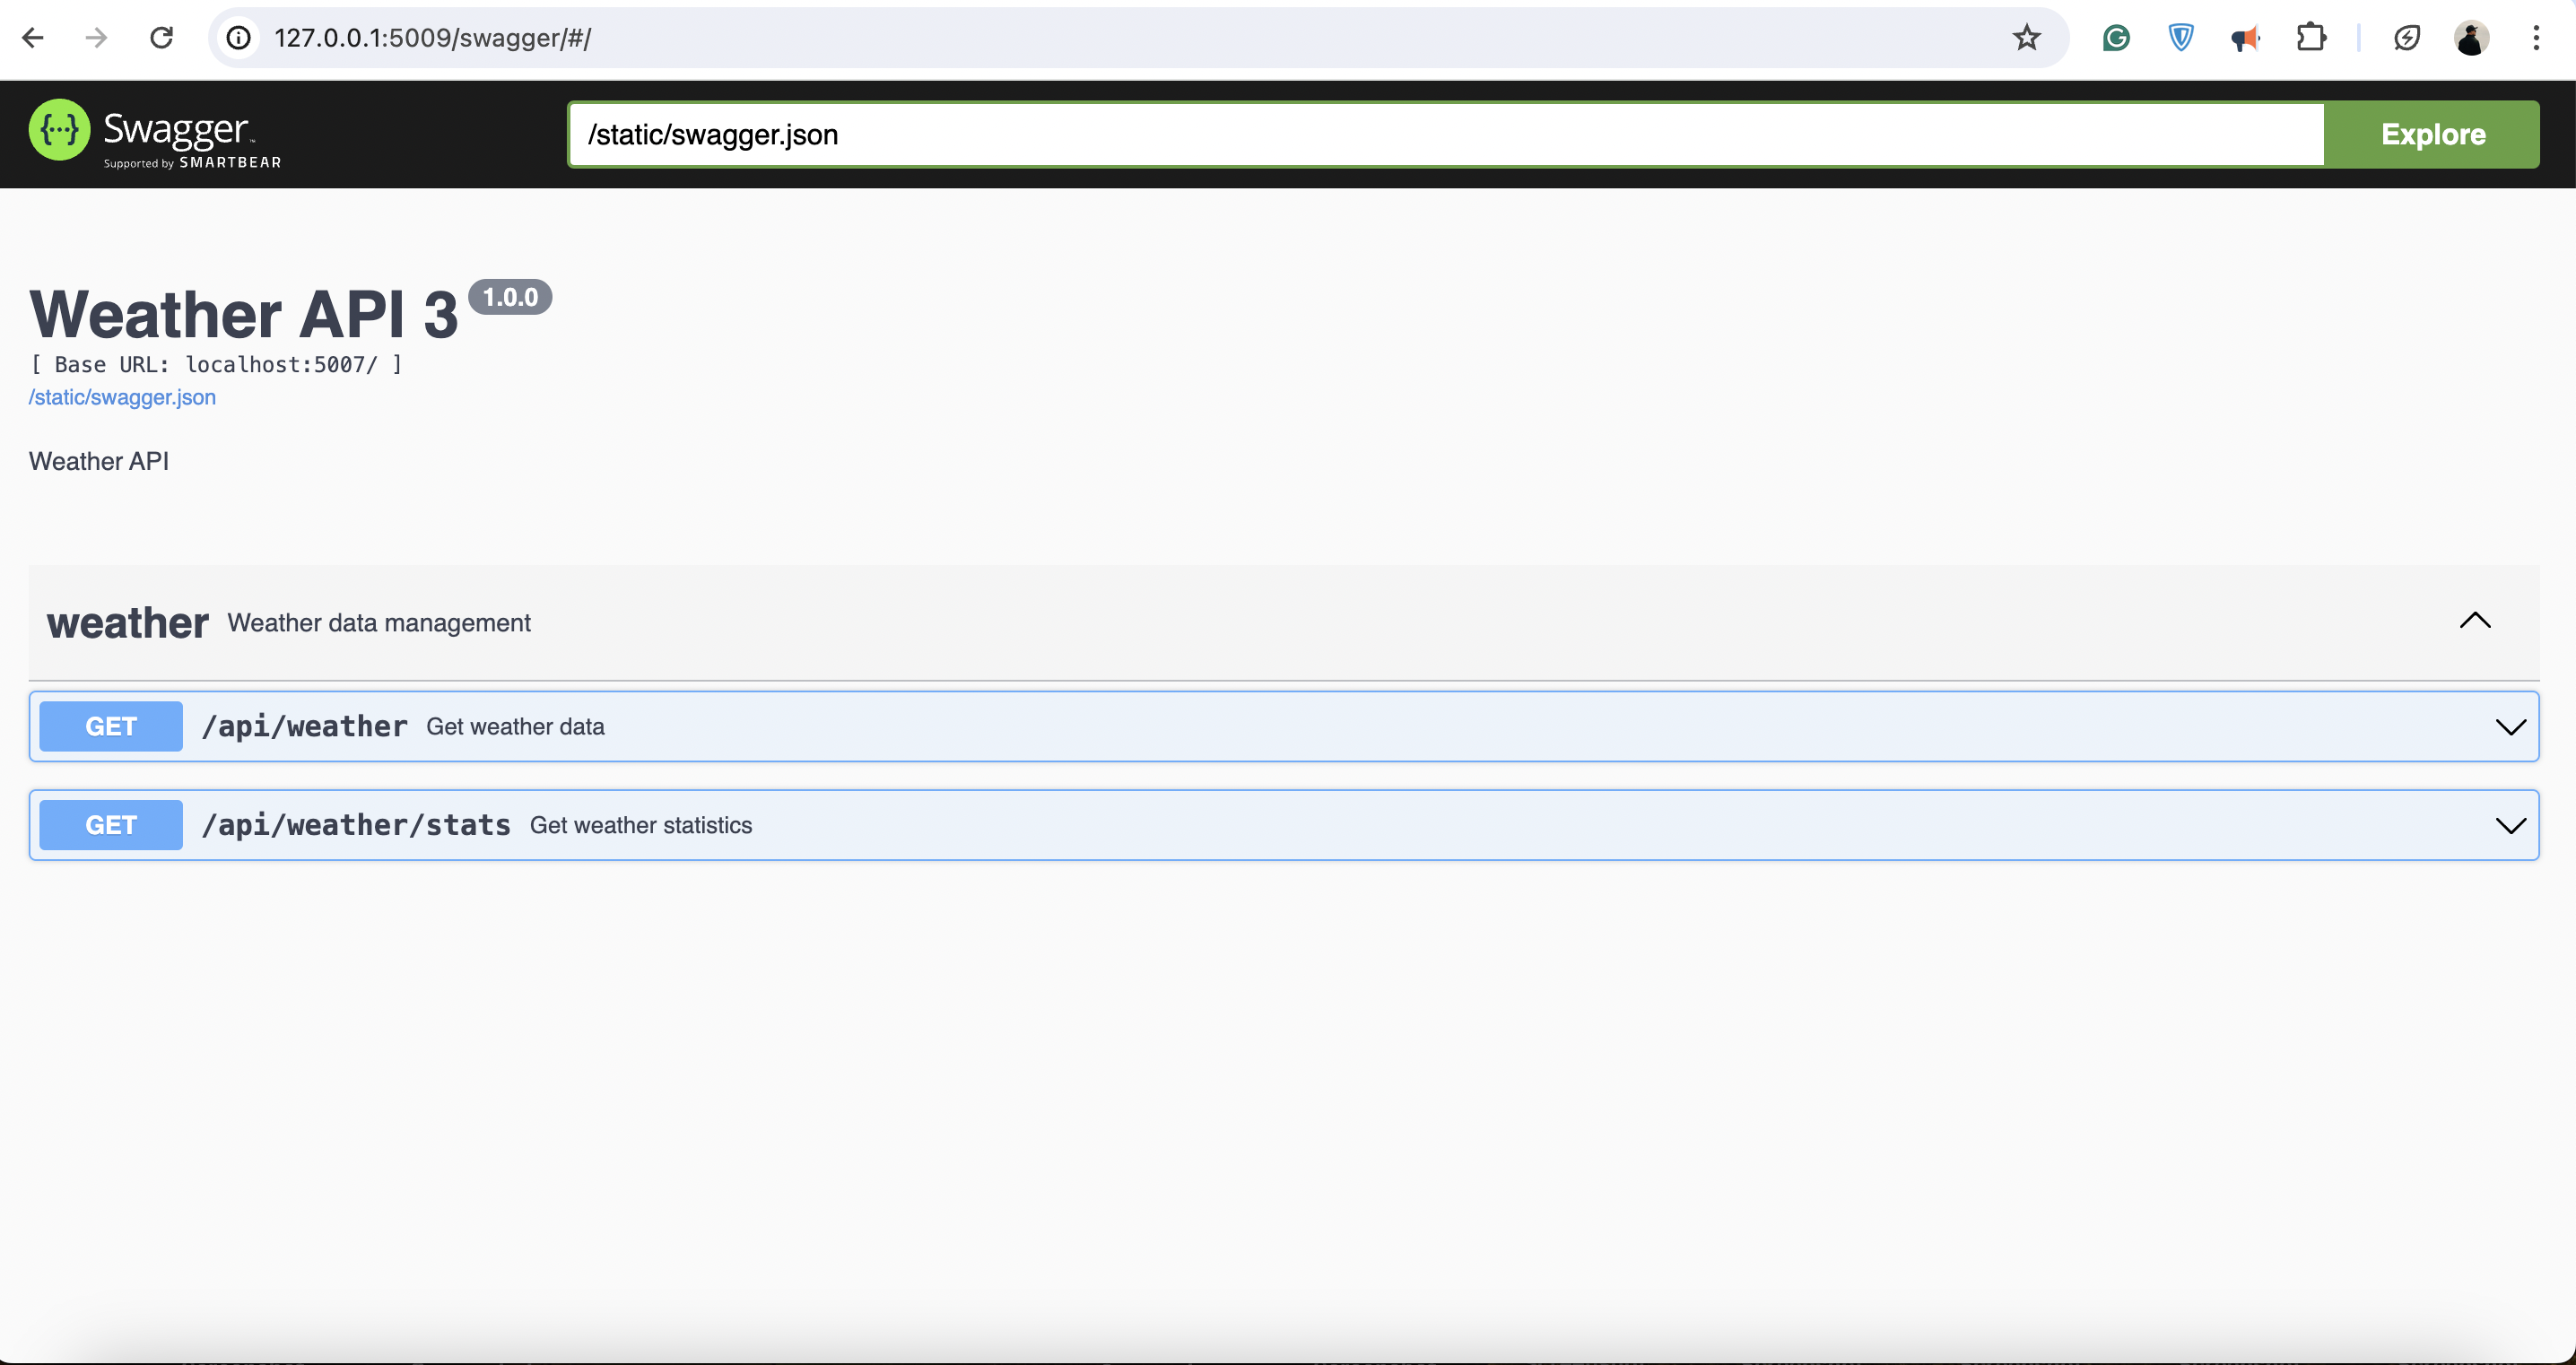 127.0.0.1:5009/swagger/#/
{···} Swagger™
Supported by SMARTBEAR
/static/swagger.json
Explore
Weather API 3 1.0.0
[ Base URL: localhost:5007/ ]
/static/swagger.json
Weather API
weather Weather data management
GET /api/weather Get weather data
GET /api/weather/stats Get weather statistics